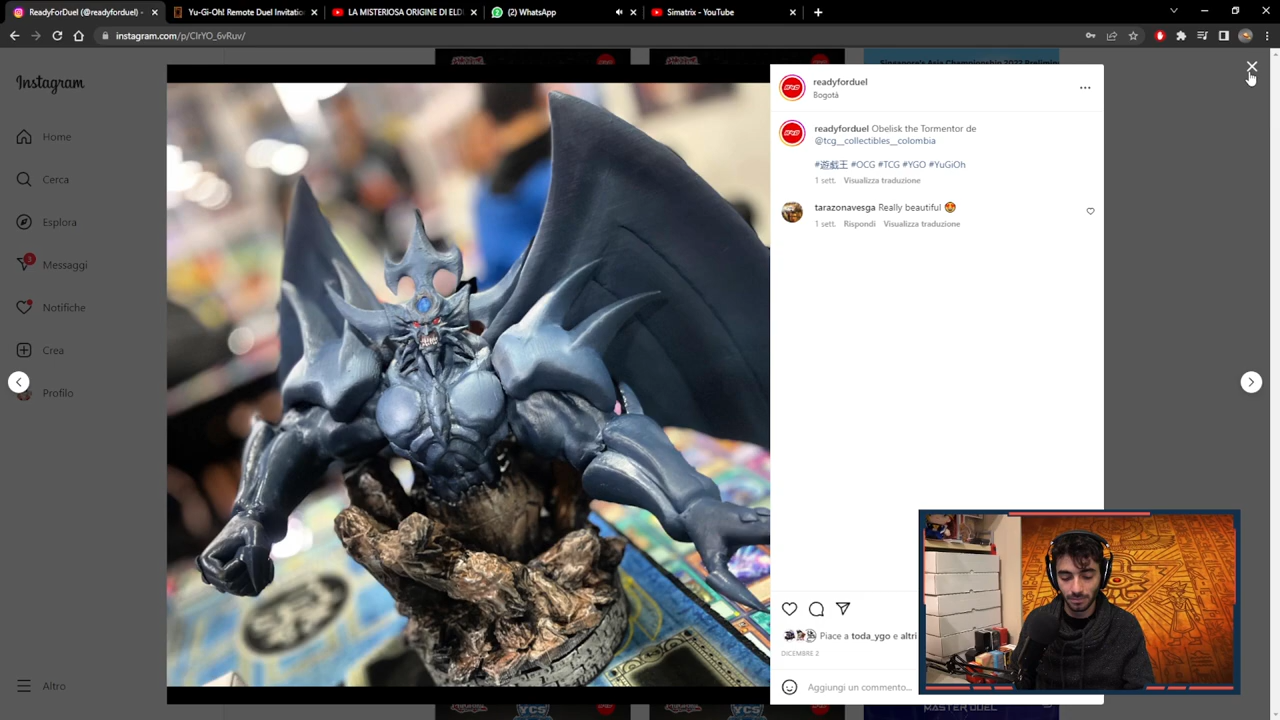 ReadyForDuel (@readyforduel) -
Yu-Gi-Oh! Remote Duel Invitatio
LA MISTERIOSA ORIGINE DI ELD
(2) WhatsApp
Simatrix - YouTube
instagram.com/p/ClrYO_6vRuv/
Instagram
Home
Cerca
Esplora
3
Messaggi
Notifiche
Crea
Profilo
Altro
readyforduel
Bogotá
readyforduel Obelisk the Tormentor de
@tcg__collectibles__colombia
#遊戯王 #OCG #TCG #YGO #YuGiOh
1 sett. Visualizza traduzione
tarazonavesga Really beautiful 😍
1 sett. Rispondi Visualizza traduzione
Piace a toda_ygo e altri
DICEMBRE 2
Aggiungi un commento...
MASTER DUEL